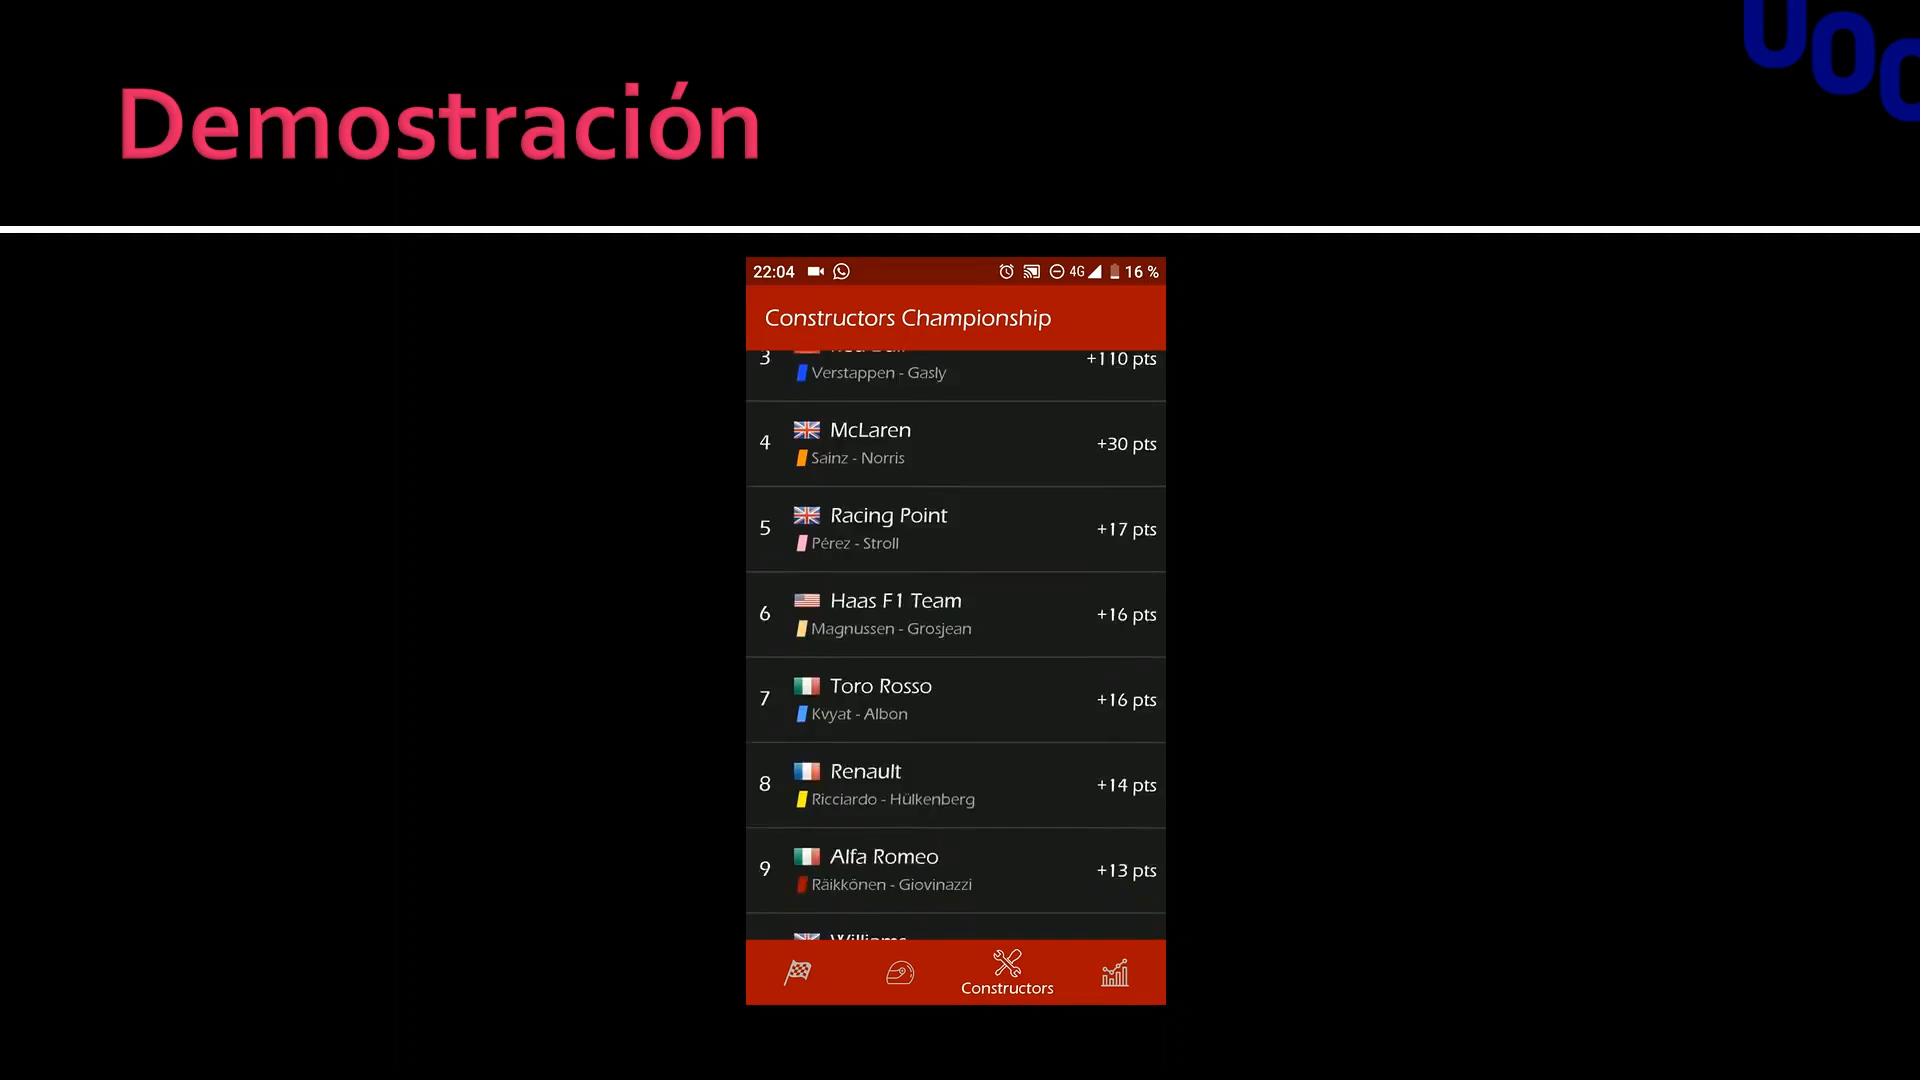 UOC
Demostración
22:04
4G
16 %
Constructors Championship
3
+110 pts
Verstappen - Gasly
4
McLaren
+30 pts
Sainz - Norris
5
Racing Point
+17 pts
Pérez - Stroll
6
Haas F1 Team
+16 pts
Magnussen - Grosjean
7
Toro Rosso
+16 pts
Kvyat - Albon
8
Renault
+14 pts
Ricciardo - Hülkenberg
9
Alfa Romeo
+13 pts
Räikkönen - Giovinazzi
Williams
Constructors